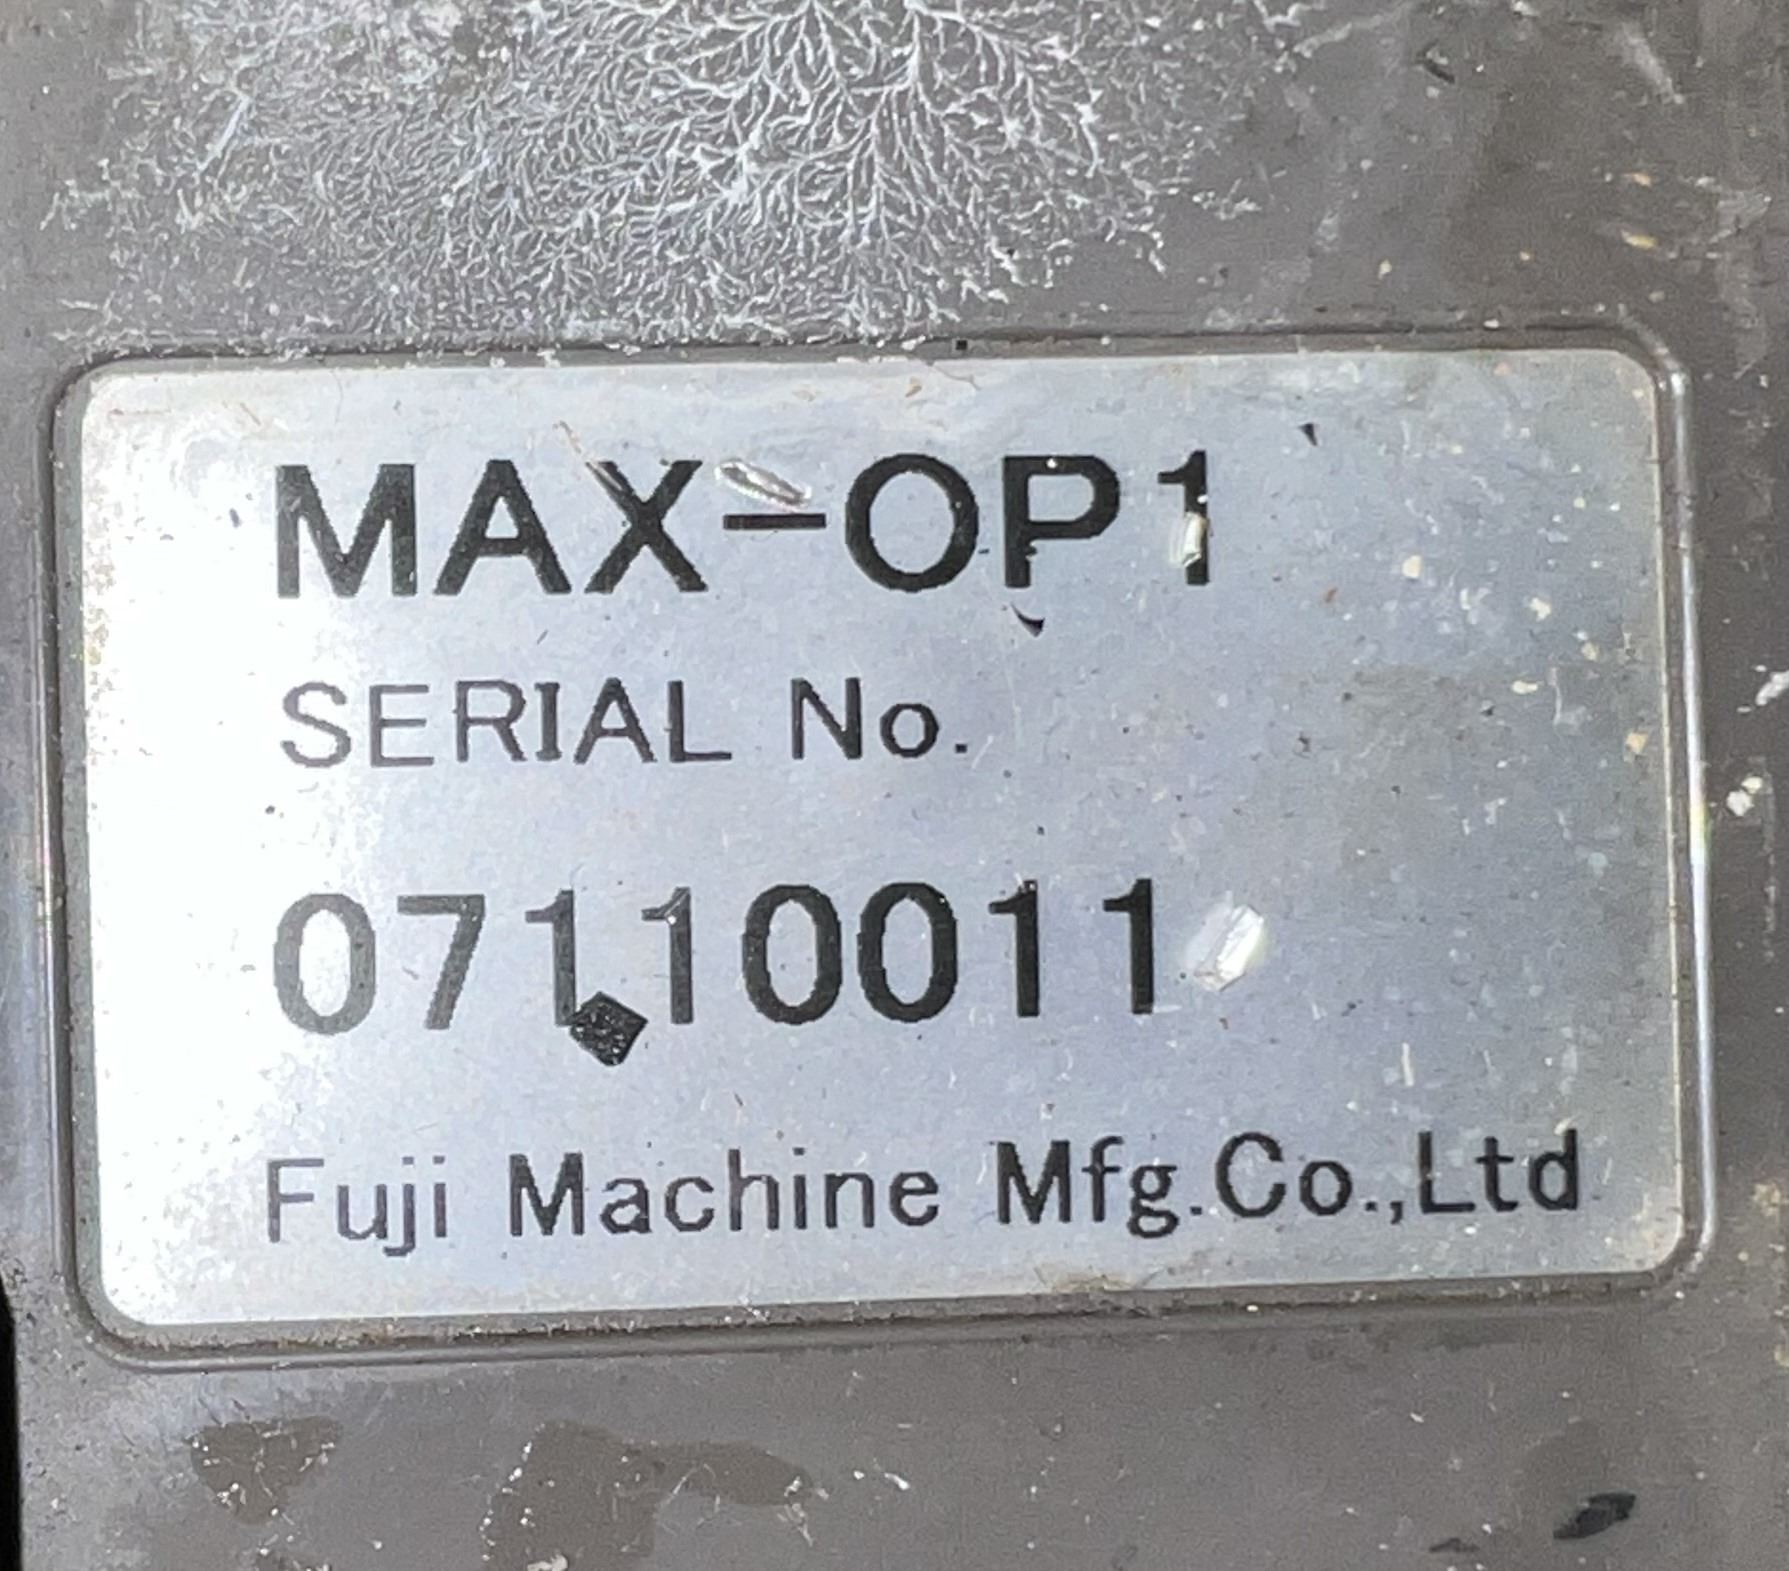 MAX-OP1
SERIAL No.
07110011
Fuji Machine Mfg.Co.,Ltd